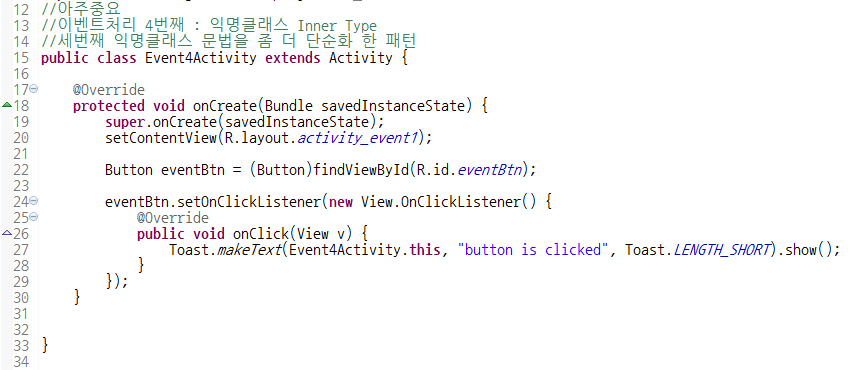 12 //아주중요
13 //이벤트처리 4번째 : 익명클래스 Inner Type
14 //세번째 익명클래스 문법을 좀 더 단순화 한 패턴
15 public class Event4Activity extends Activity {
16
17 @Override
18 protected void onCreate(Bundle savedInstanceState) {
19 super.onCreate(savedInstanceState);
20 setContentView(R.layout.activity_event1);
21
22 Button eventBtn = (Button)findViewById(R.id.eventBtn);
23
24 eventBtn.setOnClickListener(new View.OnClickListener() {
25 @Override
26 public void onClick(View v) {
27 Toast.makeText(Event4Activity.this, "button is clicked", Toast.LENGTH_SHORT).show();
28 }
29 });
30 }
31
32
33 }
34